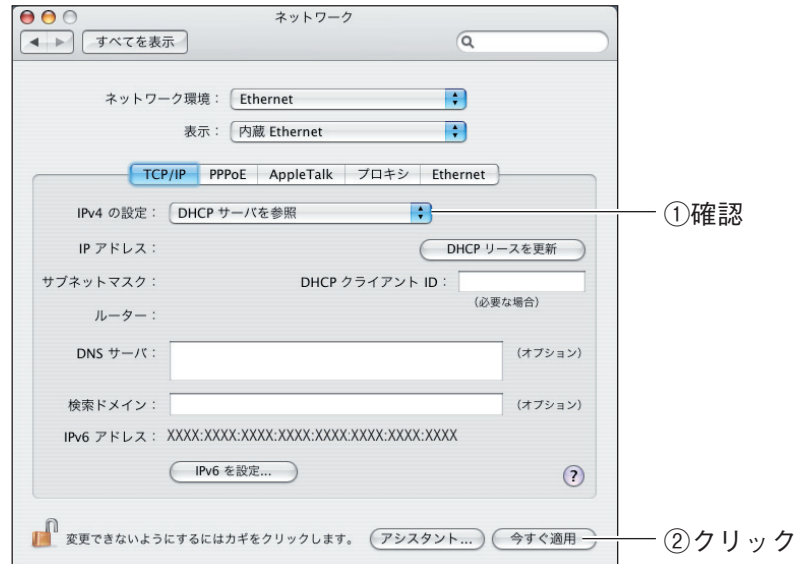 ネットワーク
すべてを表示
ネットワーク環境： Ethernet
表示： 内蔵 Ethernet
TCP/IP PPPoE AppleTalk プロキシ Ethernet
IPv4 の設定： DHCP サーバを参照
①確認
IP アドレス： DHCP リースを更新
サブネットマスク： DHCP クライアント ID：
（必要な場合）
ルーター：
DNS サーバ： （オプション）
検索ドメイン： （オプション）
IPv6 アドレス： XXXX:XXXX:XXXX:XXXX:XXXX:XXXX:XXXX:XXXX
IPv6 を設定... ?
変更できないようにするにはカギをクリックします。 アシスタント... 今すぐ適用
②クリック